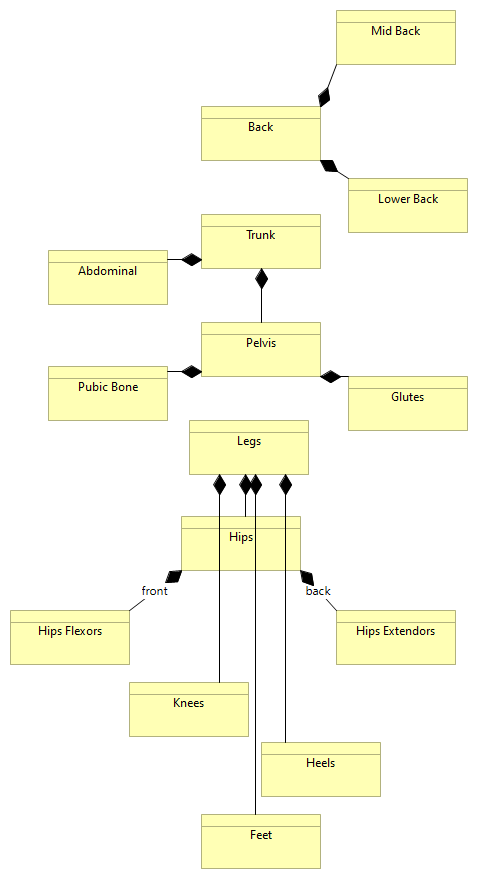 Mid Back
Back
Lower Back
Trunk
Abdominal
Pelvis
Pubic Bone
Glutes
Legs
Hips
front
back
Hips Flexors
Hips Extendors
Knees
Heels
Feet